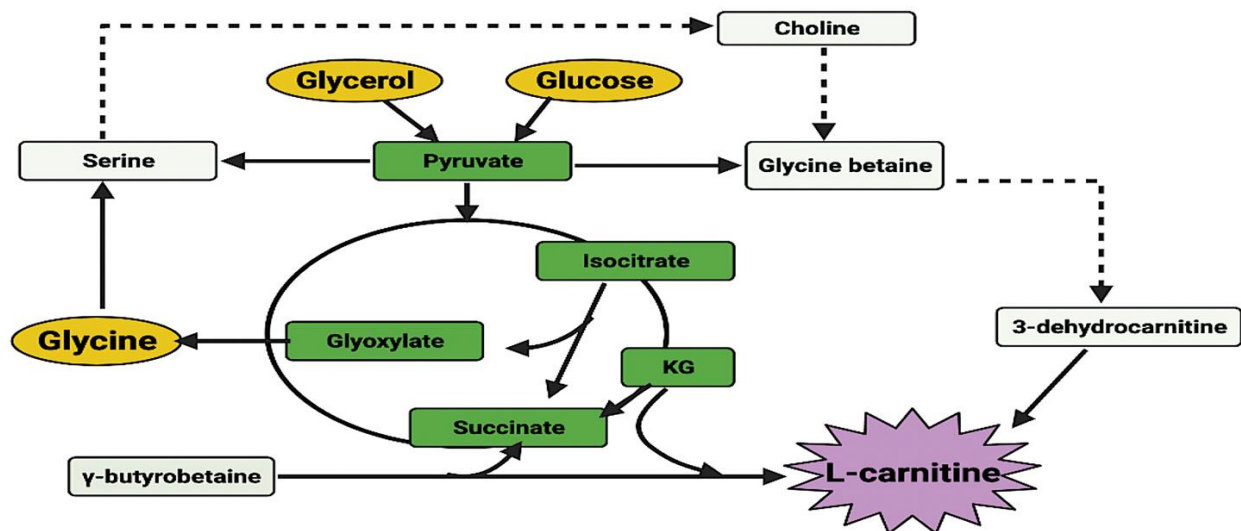 Choline
Glycerol
Glucose
Serine
Pyruvate
Glycine betaine
Isocitrate
Glycine
Glyoxylate
3-dehydrocarnitine
KG
Succinate
γ-butyrobetaine
L-carnitine